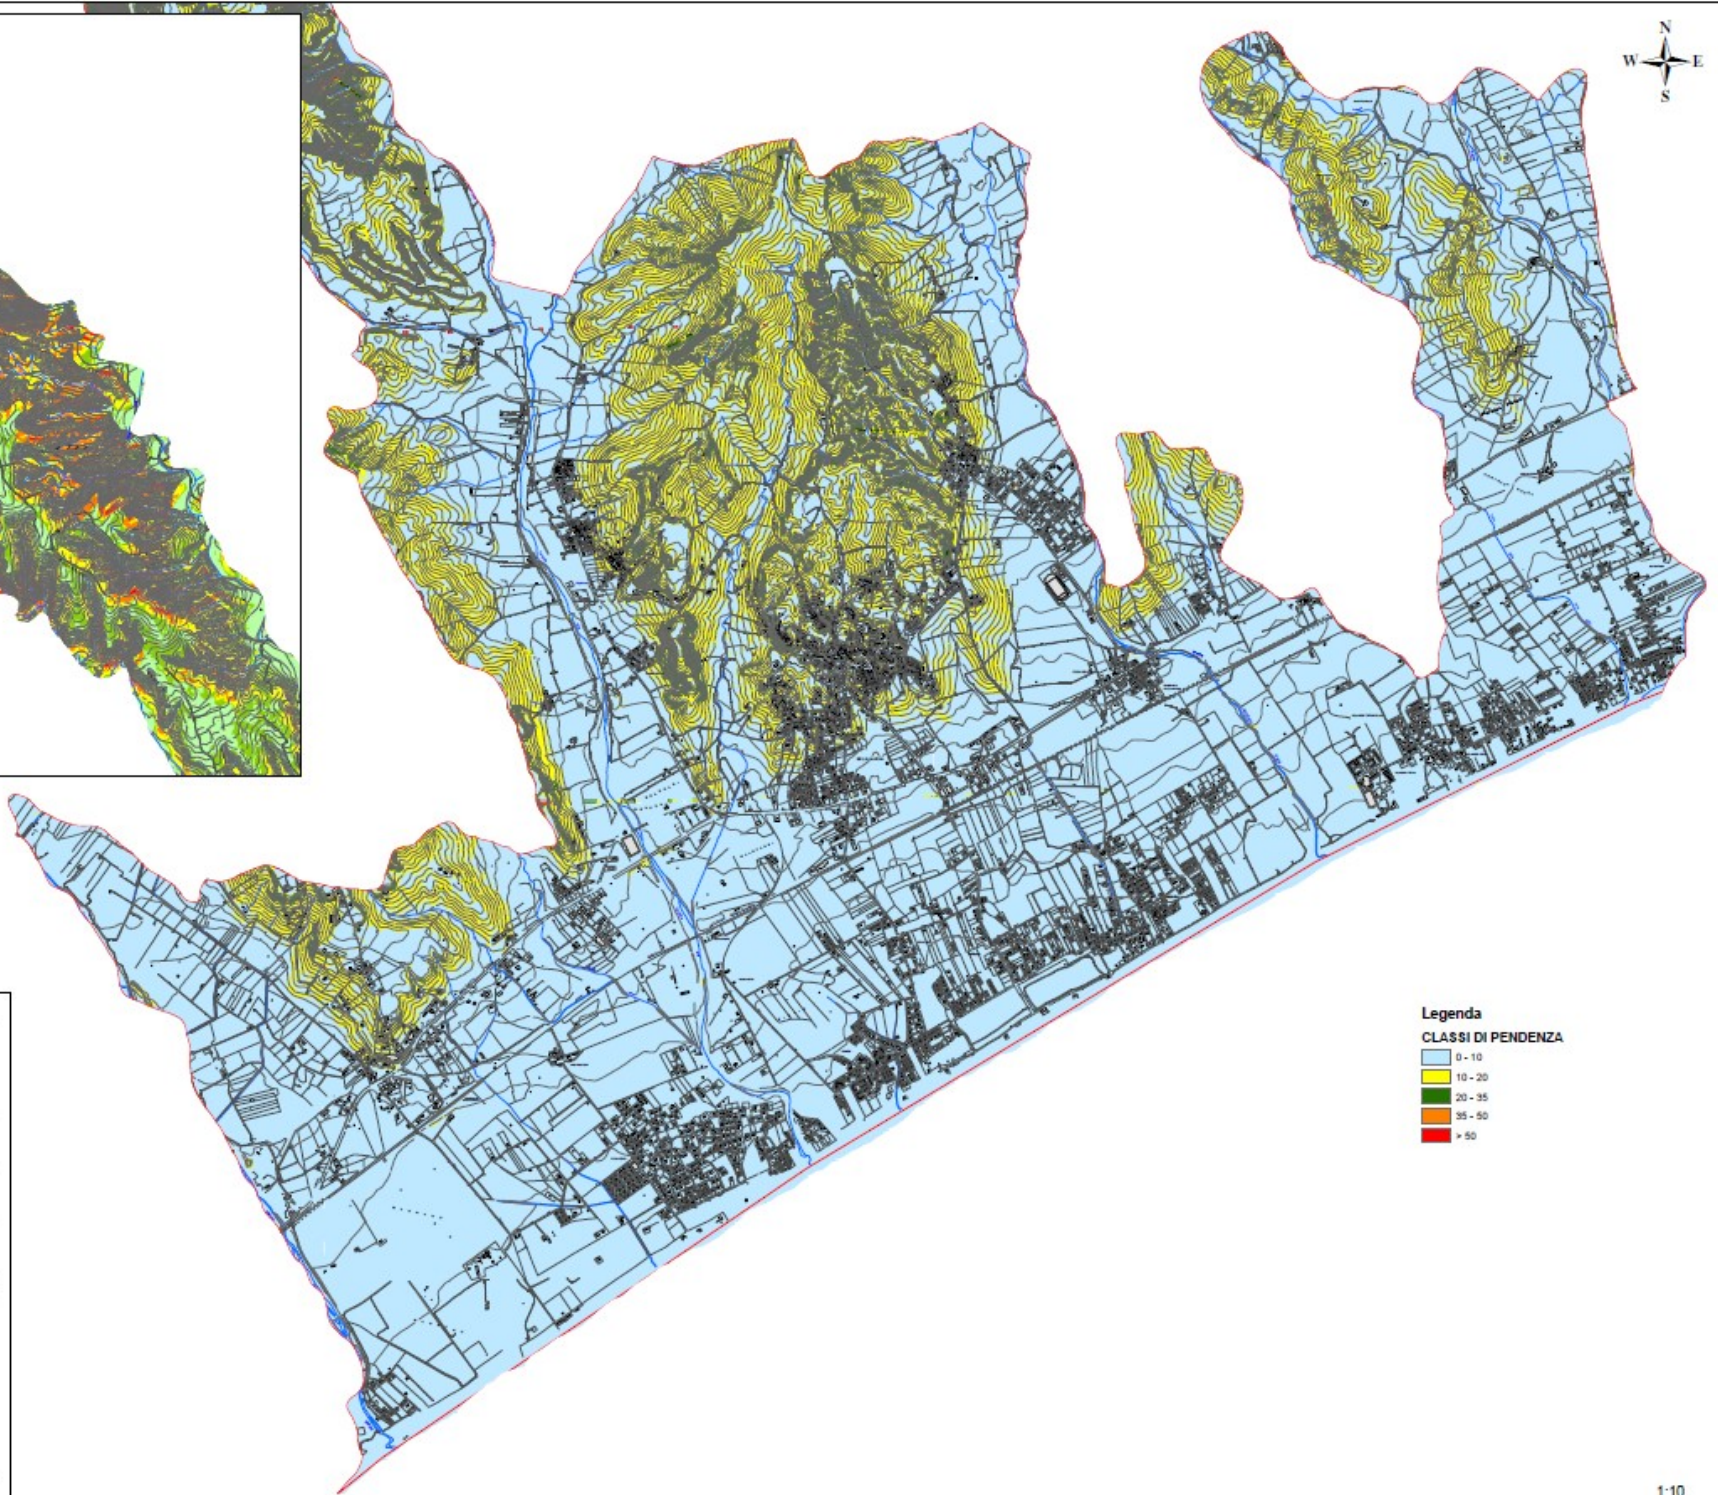 N
W E
S
Legenda
CLASSI DI PENDENZA
0 - 10
10 - 20
20 - 35
35 - 50
> 50
1:10